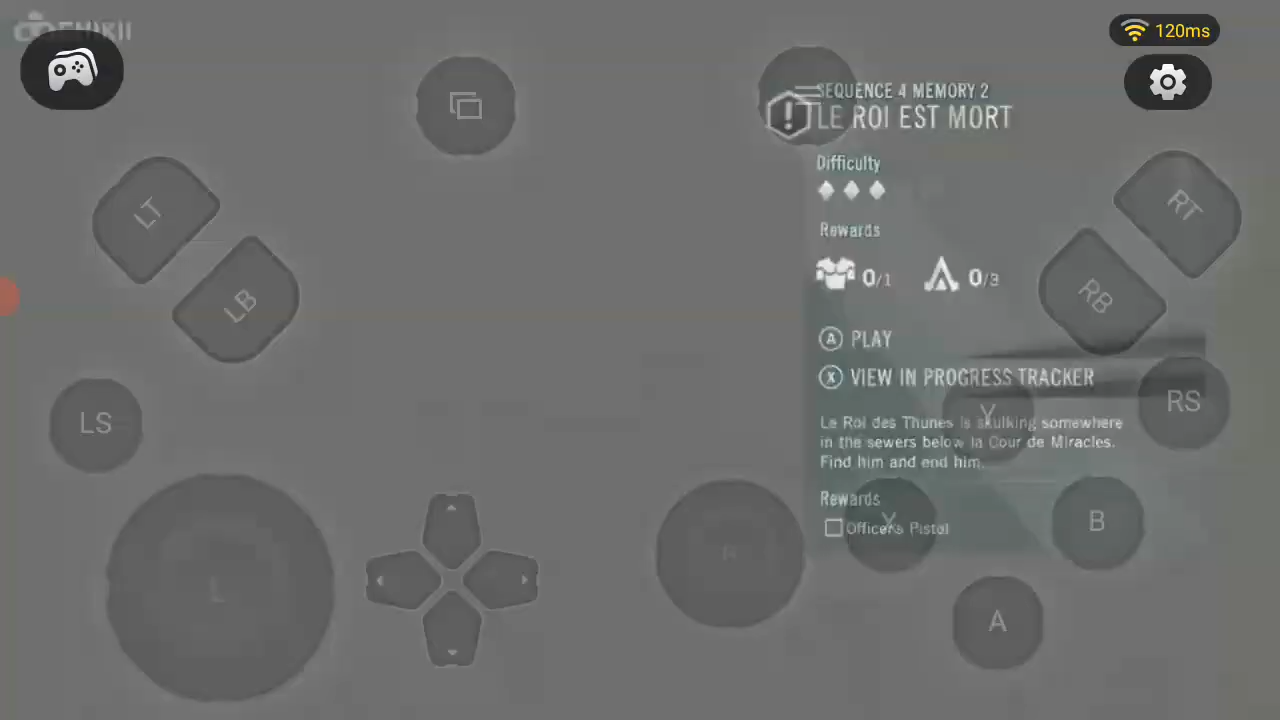 120ms
SEQUENCE 4 MEMORY 2
LE ROI EST MORT
Difficulty
Rewards
0/1 0/3
A PLAY
X VIEW IN PROGRESS TRACKER
Le Roi des Thunes is skulking somewhere
in the sewers below la Cour de Miracles.
Find him and end him.
Rewards
Officer's Pistol
LT
LB
LS
L
R
RT
RB
RS
Y
X
B
A